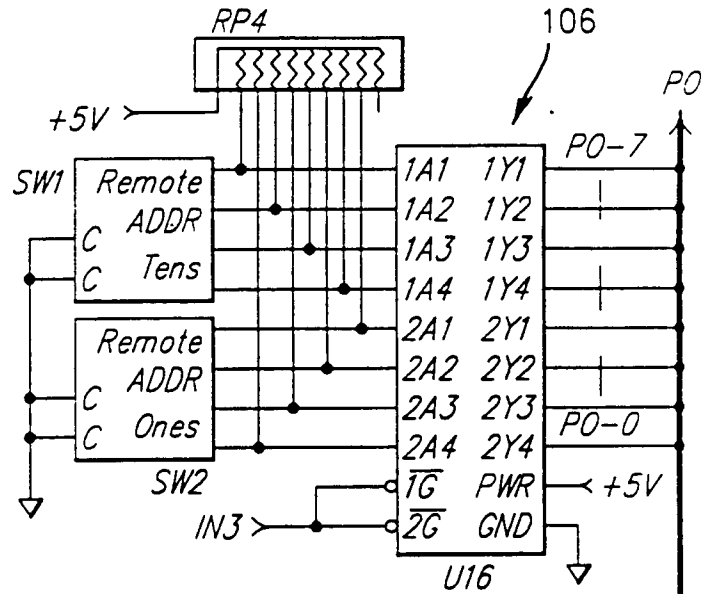 RP4
106
PO
+5V
PO-7
SW1
Remote
ADDR
Tens
C
C
1A1 1Y1
1A2 1Y2
1A3 1Y3
1A4 1Y4
2A1 2Y1
2A2 2Y2
2A3 2Y3
2A4 2Y4
1G PWR
2G GND
Remote
ADDR
Ones
C
C
SW2
PO-0
+5V
IN3
U16